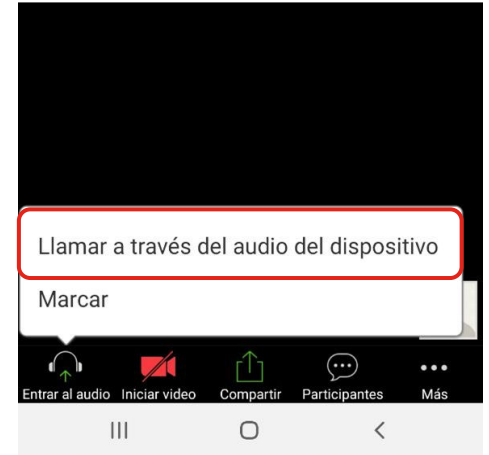 Llamar a través del audio del dispositivo
Marcar
Entrar al audio Iniciar video Compartir Participantes Más